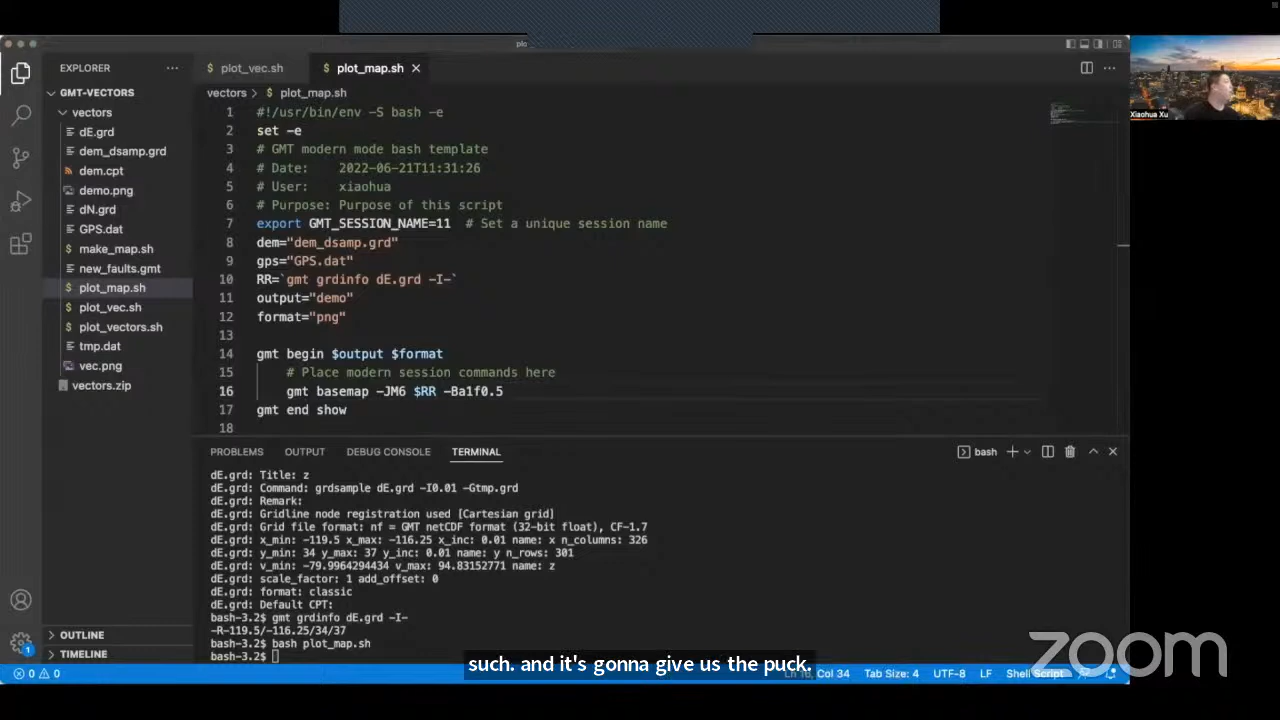 plo
EXPLORER
GMT-VECTORS
vectors
dE.grd
dem_dsamp.grd
dem.cpt
demo.png
dN.grd
GPS.dat
make_map.sh
new_faults.gmt
plot_map.sh
plot_vec.sh
plot_vectors.sh
tmp.dat
vec.png
vectors.zip
OUTLINE
TIMELINE
plot_vec.sh
plot_map.sh
vectors > plot_map.sh
1 #!/usr/bin/env -S bash -e
2 set -e
3 # GMT modern mode bash template
4 # Date: 2022-06-21T11:31:26
5 # User: xiaohua
6 # Purpose: Purpose of this script
7 export GMT_SESSION_NAME=11 # Set a unique session name
8 dem="dem_dsamp.grd"
9 gps="GPS.dat"
10 RR=`gmt grdinfo dE.grd -I-`
11 output="demo"
12 format="png"
13
14 gmt begin $output $format
15 # Place modern session commands here
16 gmt basemap -JM6 $RR -Ba1f0.5
17 gmt end show
18
PROBLEMS OUTPUT DEBUG CONSOLE TERMINAL
bash
dE.grd: Title: z
dE.grd: Command: grdsample dE.grd -I0.01 -Gtmp.grd
dE.grd: Remark:
dE.grd: Gridline node registration used [Cartesian grid]
dE.grd: Grid file format: nf = GMT netCDF format (32-bit float), CF-1.7
dE.grd: x_min: -119.5 x_max: -116.25 x_inc: 0.01 name: x n_columns: 326
dE.grd: y_min: 34 y_max: 37 y_inc: 0.01 name: y n_rows: 301
dE.grd: v_min: -79.9964294434 v_max: 94.83152771 name: z
dE.grd: scale_factor: 1 add_offset: 0
dE.grd: format: classic
dE.grd: Default CPT:
bash-3.2$ gmt grdinfo dE.grd -I-
-R-119.5/-116.25/34/37
bash-3.2$ bash plot_map.sh
bash-3.2$
such. and it's gonna give us the puck.
1
0 0
Ln 16, Col 34 Tab Size: 4 UTF-8 LF Shell Script
Xiaohua Xu
zoom